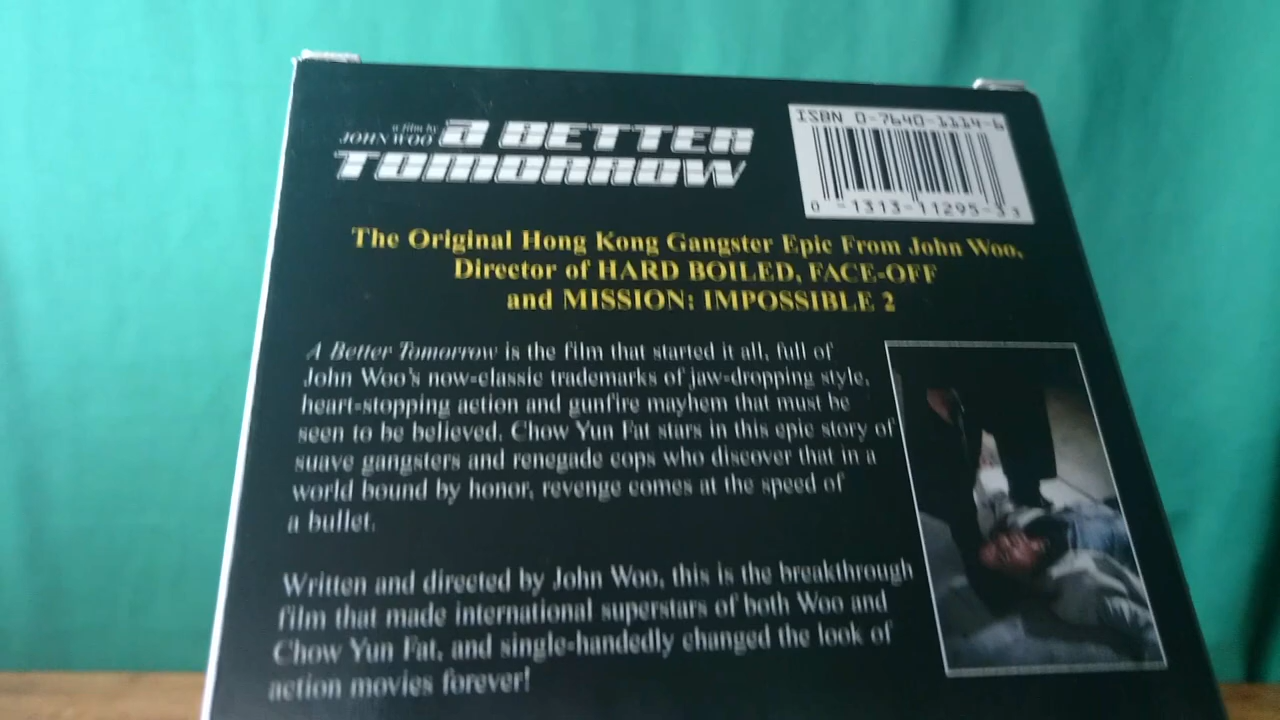 a film by
JOHN WOO A BETTER
TOMORROW
ISBN 0-7640-1114-6
0 -1313-11295-3 3
The Original Hong Kong Gangster Epic From John Woo,
Director of HARD BOILED, FACE-OFF
and MISSION: IMPOSSIBLE 2
A Better Tomorrow is the film that started it all, full of
John Woo's now-classic trademarks of jaw-dropping style,
heart-stopping action and gunfire mayhem that must be
seen to be believed. Chow Yun Fat stars in this epic story of
suave gangsters and renegade cops who discover that in a
world bound by honor, revenge comes at the speed of
a bullet.
Written and directed by John Woo, this is the breakthrough
film that made international superstars of both Woo and
Chow Yun Fat, and single-handedly changed the look of
action movies forever!